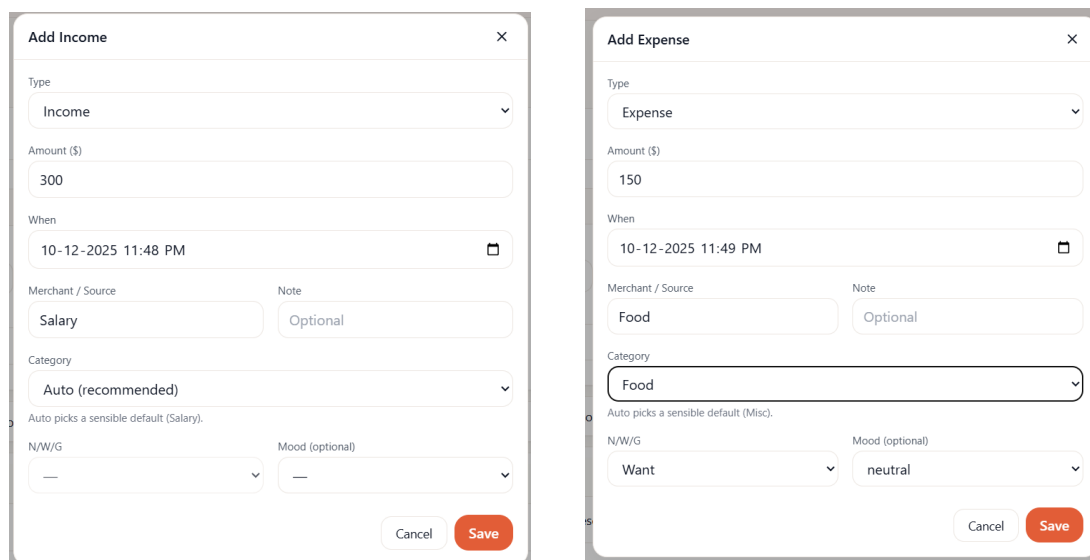 Add Income ×
Type
Income
Amount ($)
300
When
10-12-2025 11:48 PM
Merchant / Source Note
Salary Optional
Category
Auto (recommended)
Auto picks a sensible default (Salary).
N/W/G Mood (optional)
— —
Cancel Save
Add Expense ×
Type
Expense
Amount ($)
150
When
10-12-2025 11:49 PM
Merchant / Source Note
Food Optional
Category
Food
Auto picks a sensible default (Misc).
N/W/G Mood (optional)
Want neutral
Cancel Save